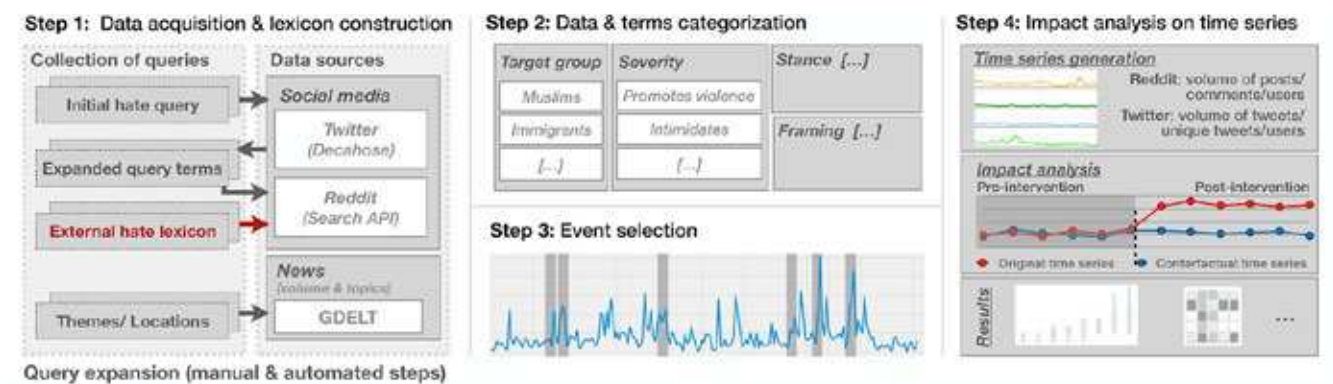 Step 1: Data acquisition & lexicon construction
Collection of queries
Initial hate query
Expanded query terms
External hate lexicon
Themes/ Locations
Data sources
Social media
Twitter
(Decahose)
Reddit
(Search API)
News
(volume & topics)
GDELT
Query expansion (manual & automated steps)
Step 2: Data & terms categorization
Target group
Muslims
Immigrants
[...]
Severity
Promotes violence
Intimidates
[...]
Stance [...]
Framing [...]
Step 3: Event selection
Step 4: Impact analysis on time series
Time series generation
Reddit: volume of posts/
comments/users
Twitter: volume of tweets/
unique tweets/users
Impact analysis
Pre-intervention
Post-intervention
Original time series
Conterfactual time series
Results
...